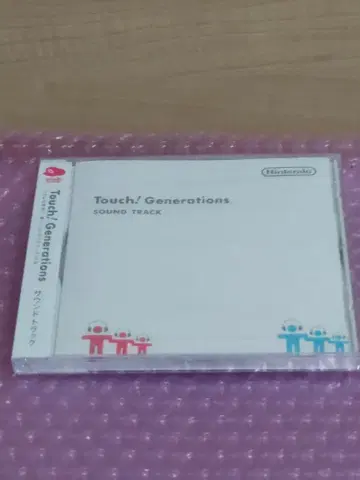 Nintendo
Touch! Generations
SOUND TRACK
Touch! Generations
サウンドトラック